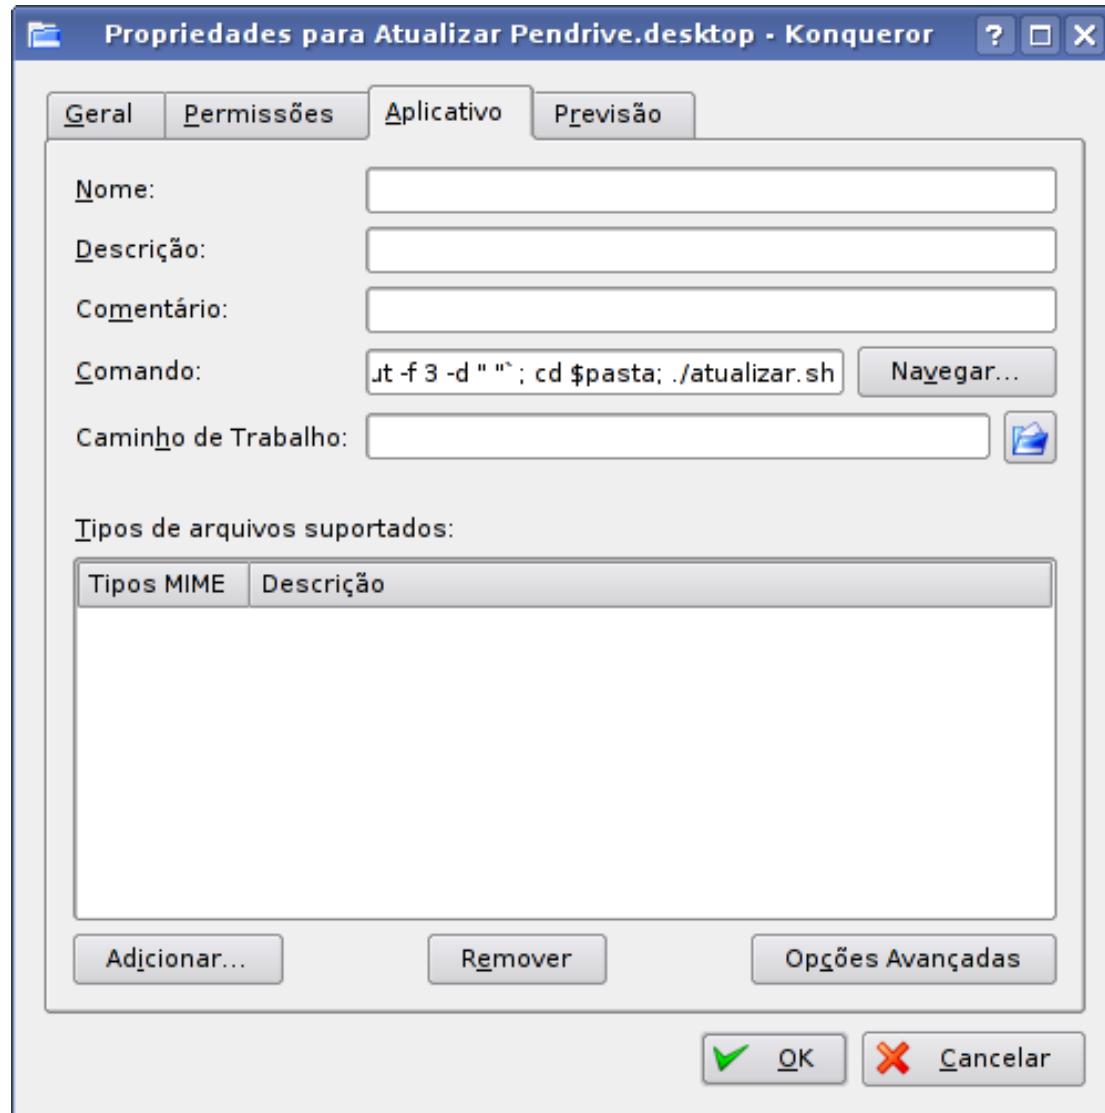 Propriedades para Atualizar Pendrive.desktop - Konqueror ?
Geral Permissões Aplicativo Previsão
Nome:
Descrição:
Comentário:
Comando: ut -f 3 -d " "`; cd $pasta; ./atualizar.sh Navegar...
Caminho de Trabalho:
Tipos de arquivos suportados:
Tipos MIME Descrição
Adicionar... Remover Opções Avançadas
OK Cancelar